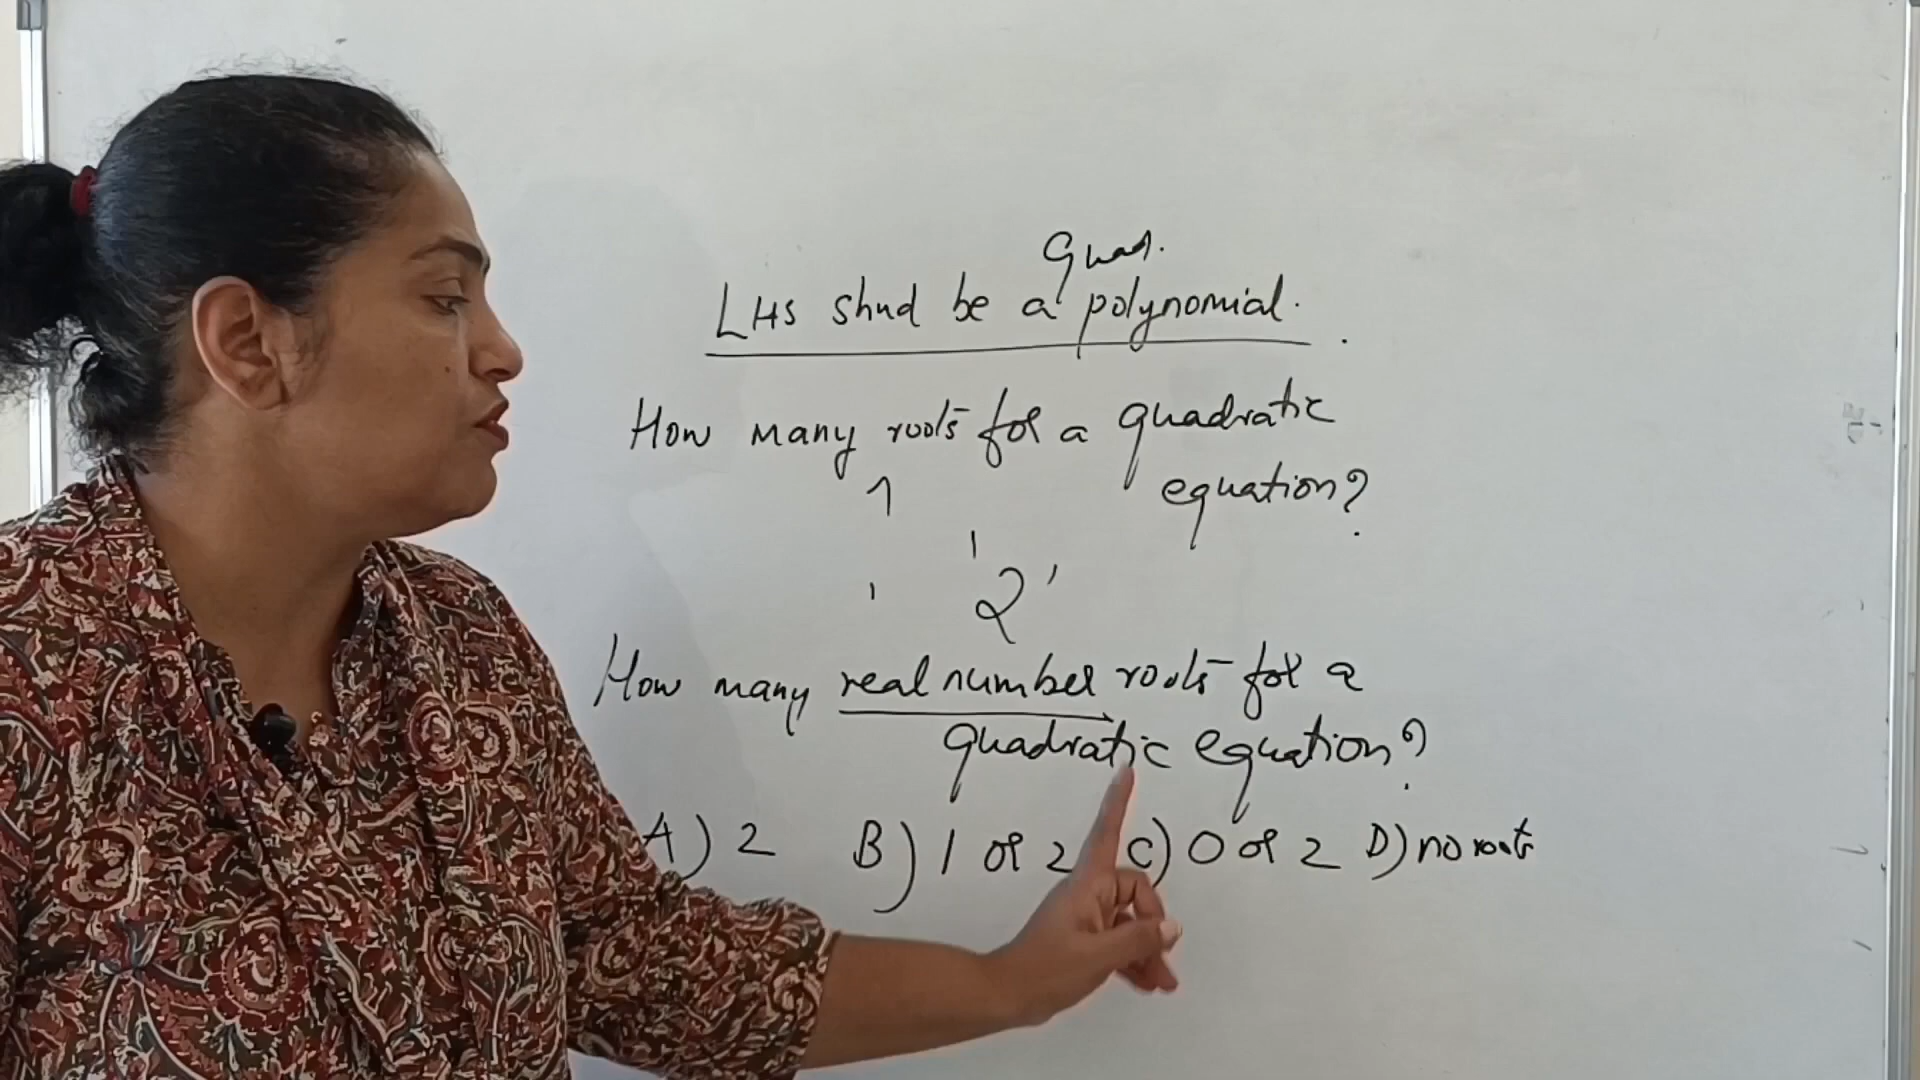 Quad.
LHS shud be a polynomial.
How many roots for a quadratic
equation?
2
How many real number roots for a
quadratic equation?
A) 2 B) 1 or 2 C) 0 or 2 D) no roots